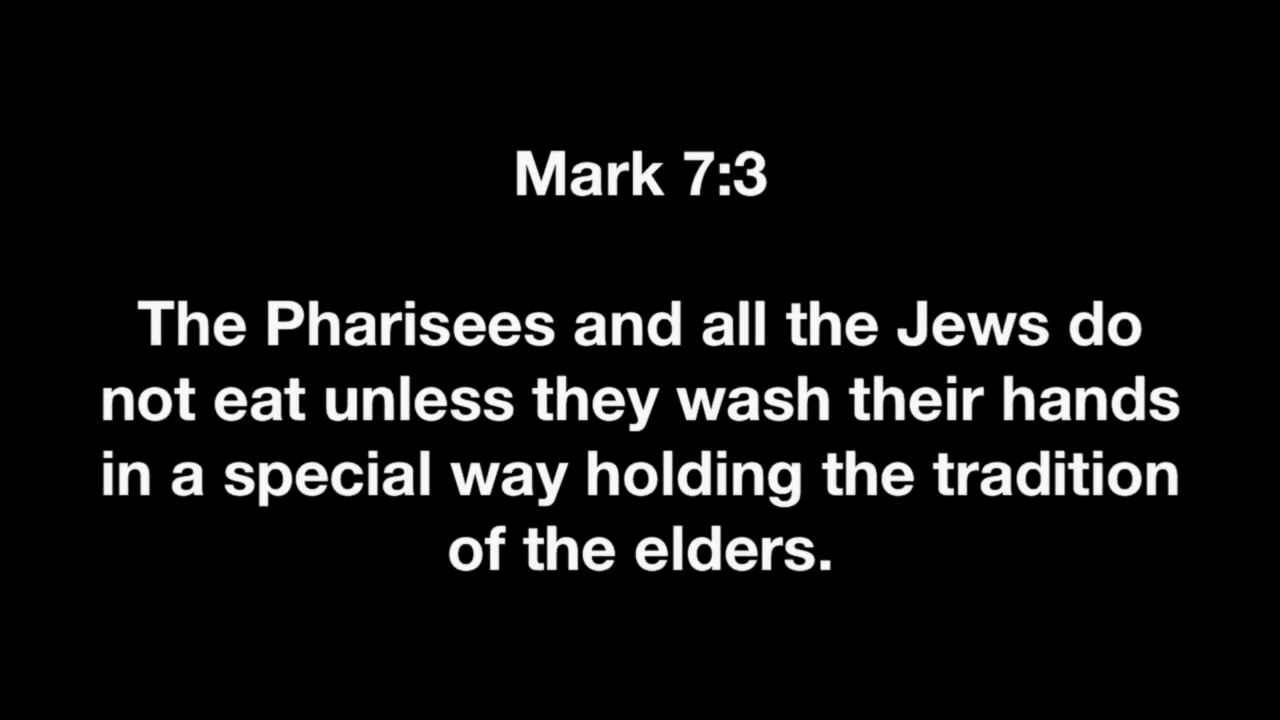 Mark 7:3
The Pharisees and all the Jews do
not eat unless they wash their hands
in a special way holding the tradition
of the elders.